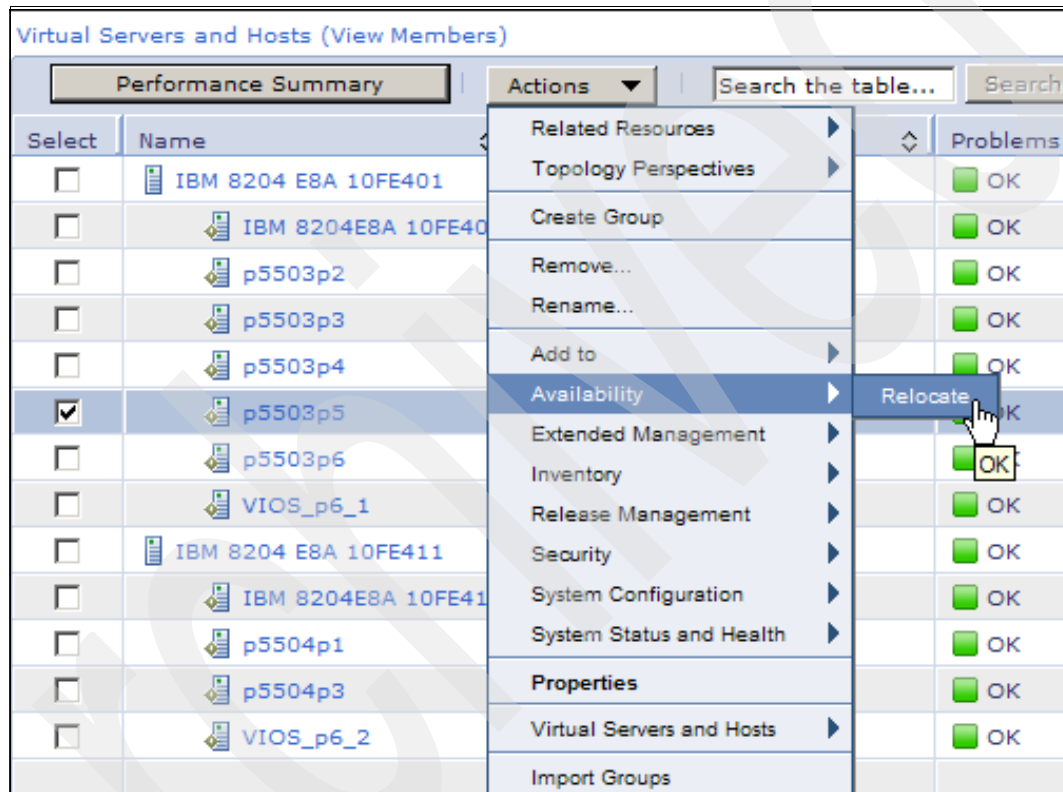 Virtual Servers and Hosts (View Members)
Performance Summary Actions Search the table... Search
Select Name Problems
IBM 8204 E8A 10FE401 OK
IBM 8204E8A 10FE40 OK
p5503p2 OK
p5503p3 OK
p5503p4 OK
p5503p5 OK
p5503p6
VIOS_p6_1 OK
IBM 8204 E8A 10FE411 OK
IBM 8204E8A 10FE41 OK
p5504p1 OK
p5504p3 OK
VIOS_p6_2 OK
Related Resources
Topology Perspectives
Create Group
Remove...
Rename...
Add to
Availability
Relocate
OK
Extended Management
Inventory
Release Management
Security
System Configuration
System Status and Health
Properties
Virtual Servers and Hosts
Import Groups